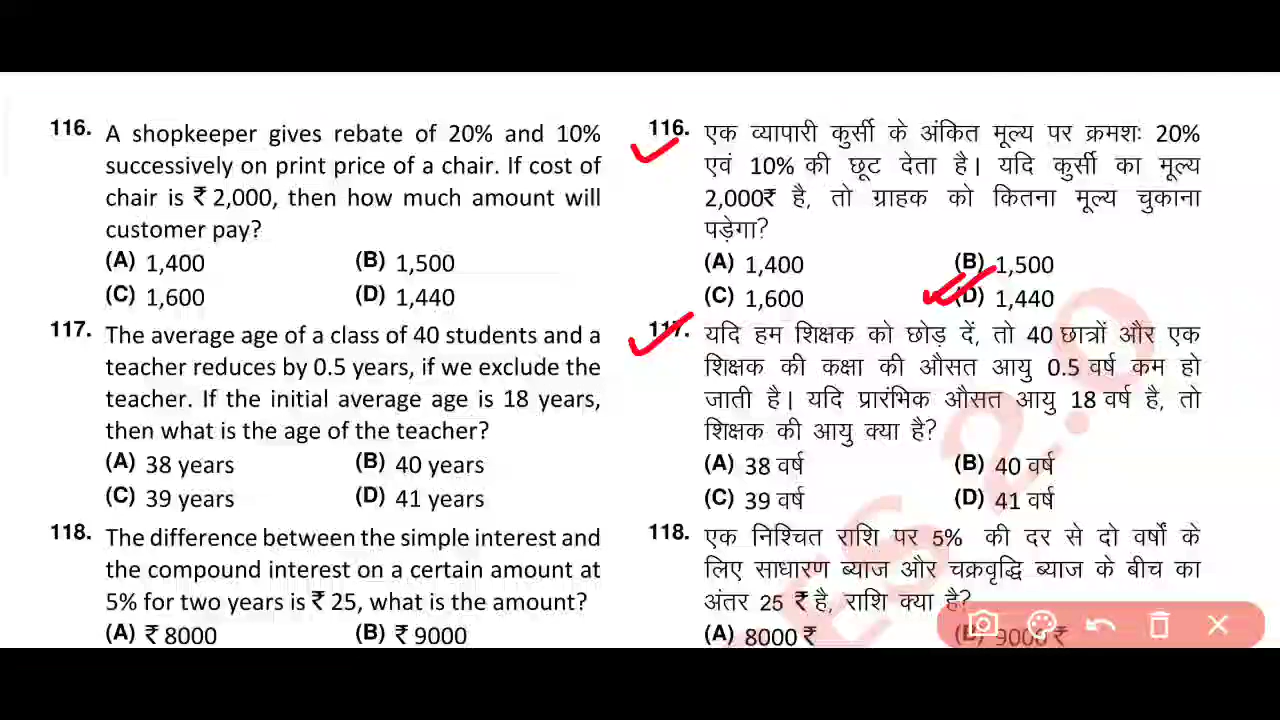 116. A shopkeeper gives rebate of 20% and 10%
successively on print price of a chair. If cost of
chair is ₹ 2,000, then how much amount will
customer pay?
(A) 1,400 (B) 1,500
(C) 1,600 (D) 1,440
117. The average age of a class of 40 students and a
teacher reduces by 0.5 years, if we exclude the
teacher. If the initial average age is 18 years,
then what is the age of the teacher?
(A) 38 years (B) 40 years
(C) 39 years (D) 41 years
118. The difference between the simple interest and
the compound interest on a certain amount at
5% for two years is ₹ 25, what is the amount?
(A) ₹ 8000 (B) ₹ 9000
116. एक व्यापारी कुर्सी के अंकित मूल्य पर क्रमशः 20%
एवं 10% की छूट देता है। यदि कुर्सी का मूल्य
2,000₹ है, तो ग्राहक को कितना मूल्य चुकाना
पड़ेगा?
(A) 1,400 (B) 1,500
(C) 1,600 (D) 1,440
117. यदि हम शिक्षक को छोड़ दें, तो 40 छात्रों और एक
शिक्षक की कक्षा की औसत आयु 0.5 वर्ष कम हो
जाती है। यदि प्रारंभिक औसत आयु 18 वर्ष है, तो
शिक्षक की आयु क्या है?
(A) 38 वर्ष (B) 40 वर्ष
(C) 39 वर्ष (D) 41 वर्ष
118. एक निश्चित राशि पर 5% की दर से दो वर्षों के
लिए साधारण ब्याज और चक्रवृद्धि ब्याज के बीच का
अंतर 25 ₹ है, राशि क्या है?
(A) 8000 ₹ (B) 9000 ₹